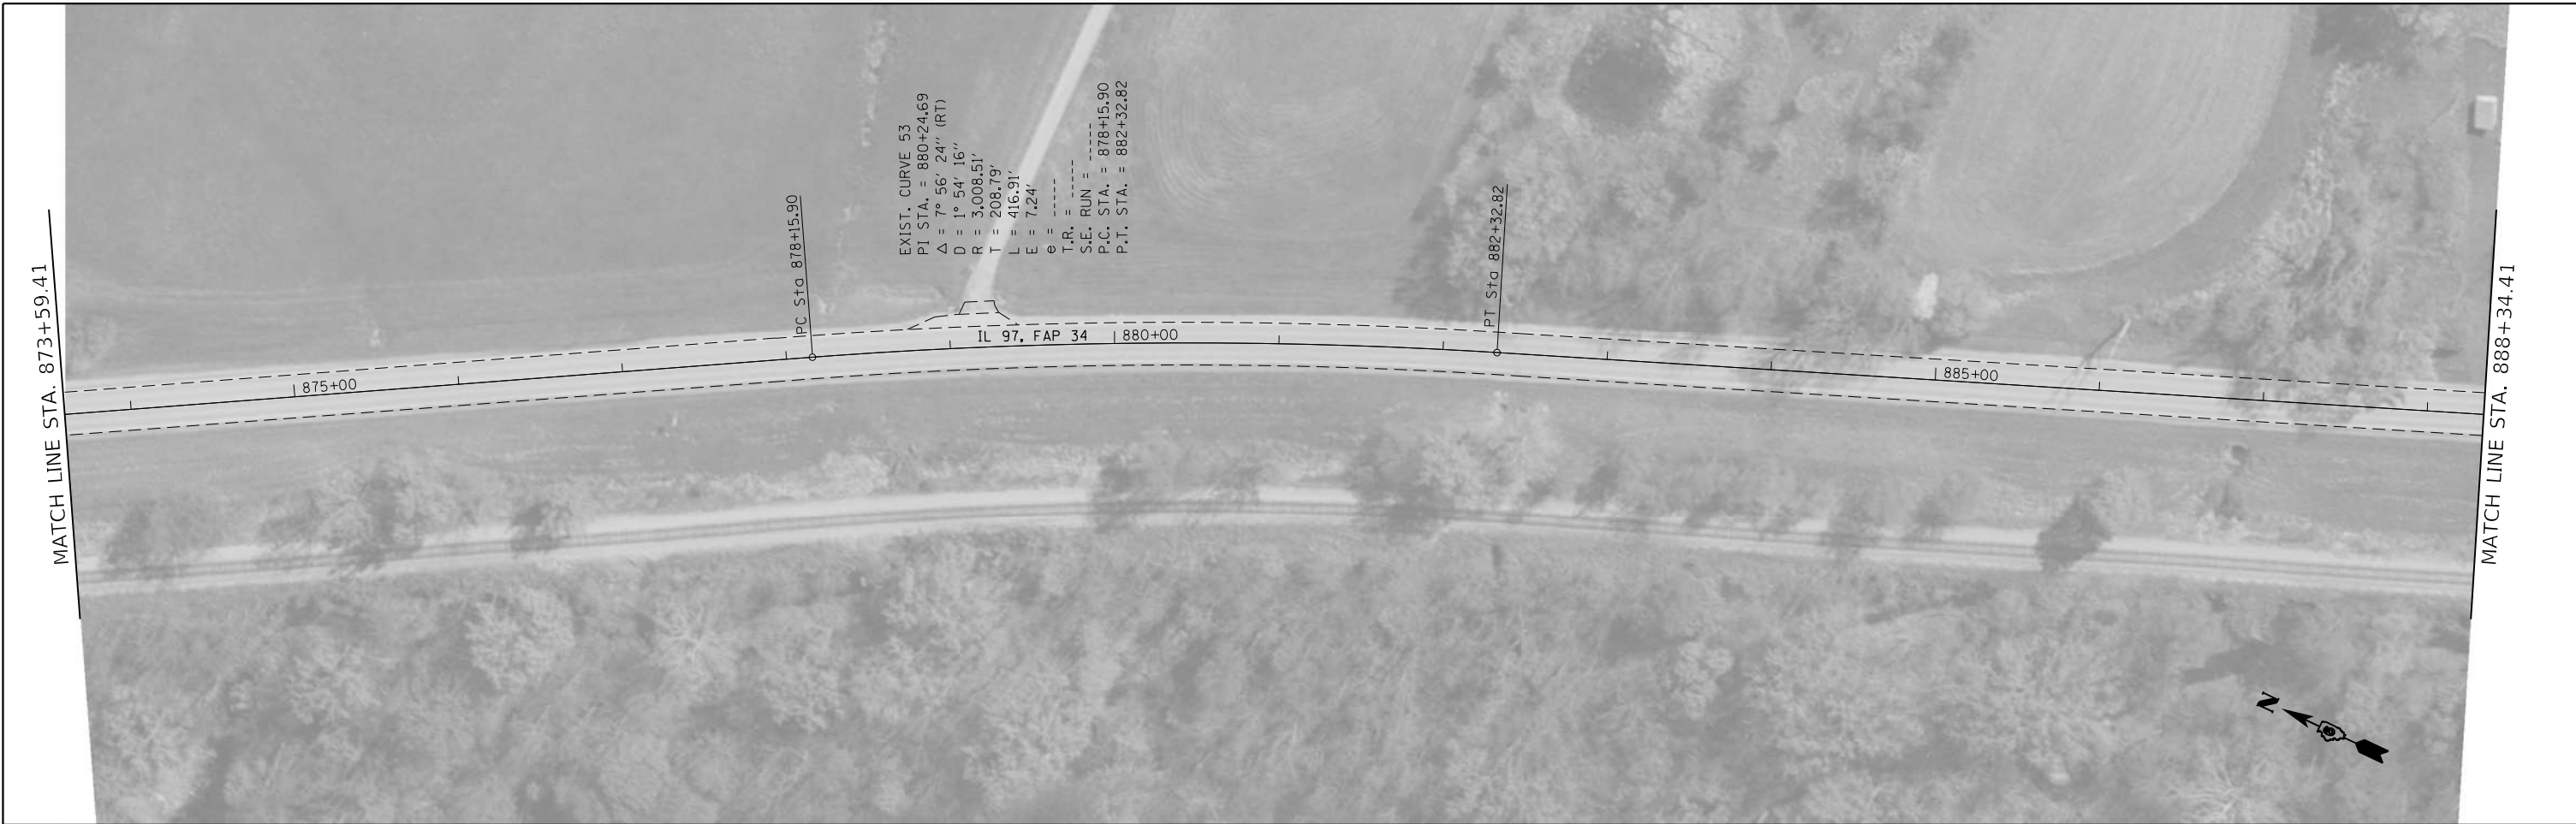 MATCH LINE STA. 873+59.41
875+00
PC Sta 878+15.90
EXIST. CURVE 53
PI STA. = 880+24.69
Δ = 7° 56' 24" (RT)
D = 1° 54' 16"
R = 3,008.51'
T = 208.79'
L = 416.91'
E = 7.24'
e = -----
T.R. = -----
S.E. RUN = -----
P.C. STA. = 878+15.90
P.T. STA. = 882+32.82
IL 97, FAP 34
880+00
PT Sta 882+32.82
885+00
MATCH LINE STA. 888+34.41
N